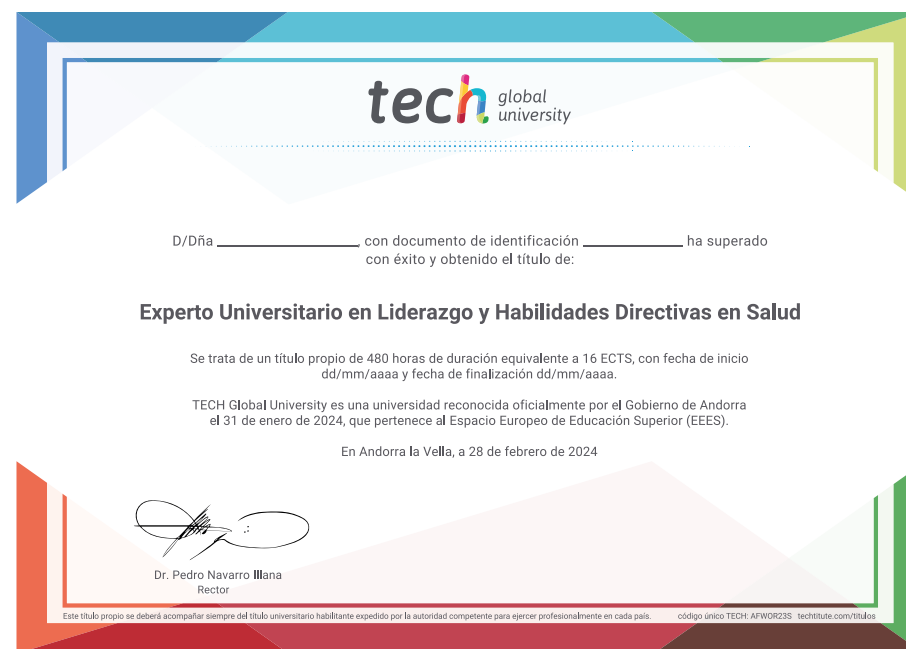 tech global university
D/Dña ____________________, con documento de identificación ______________ ha superado
con éxito y obtenido el título de:
Experto Universitario en Liderazgo y Habilidades Directivas en Salud
Se trata de un título propio de 480 horas de duración equivalente a 16 ECTS, con fecha de inicio
dd/mm/aaaa y fecha de finalización dd/mm/aaaa.
TECH Global University es una universidad reconocida oficialmente por el Gobierno de Andorra
el 31 de enero de 2024, que pertenece al Espacio Europeo de Educación Superior (EEES).
En Andorra la Vella, a 28 de febrero de 2024
Dr. Pedro Navarro Illana
Rector
Este título propio se deberá acompañar siempre del título universitario habilitante expedido por la autoridad competente para ejercer profesionalmente en cada país. código único TECH: AFWOR23S techtitute.com/titulos